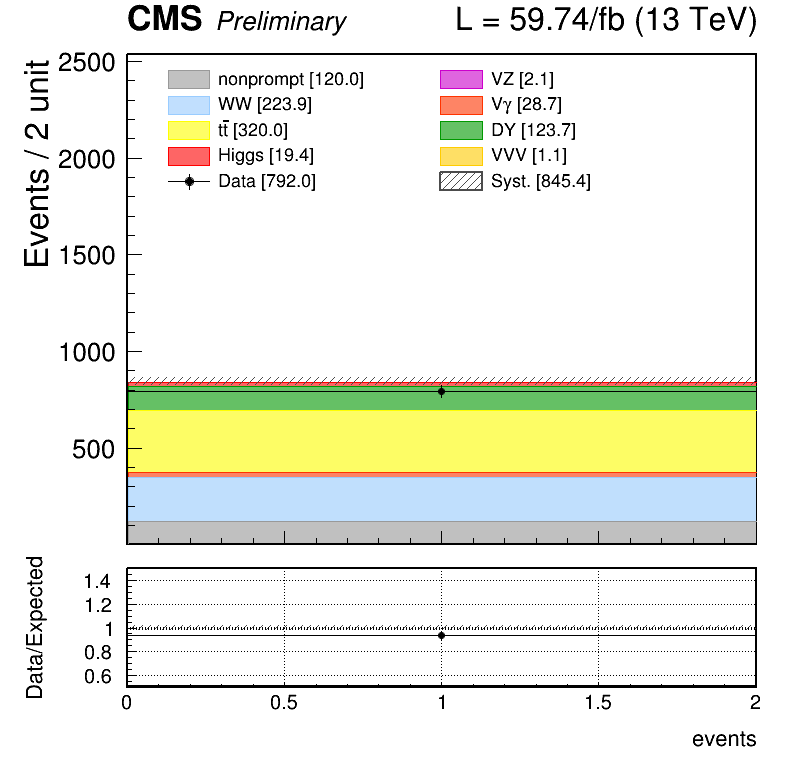 CMS Preliminary L = 59.74/fb (13 TeV)
Events / 2 unit
2500
2000
1500
1000
500
nonprompt [120.0]
WW [223.9]
tt̄ [320.0]
Higgs [19.4]
Data [792.0]
VZ [2.1]
Vγ [28.7]
DY [123.7]
VVV [1.1]
Syst. [845.4]
Data/Expected
1.4
1.2
1
0.8
0.6
0 0.5 1 1.5 2
events